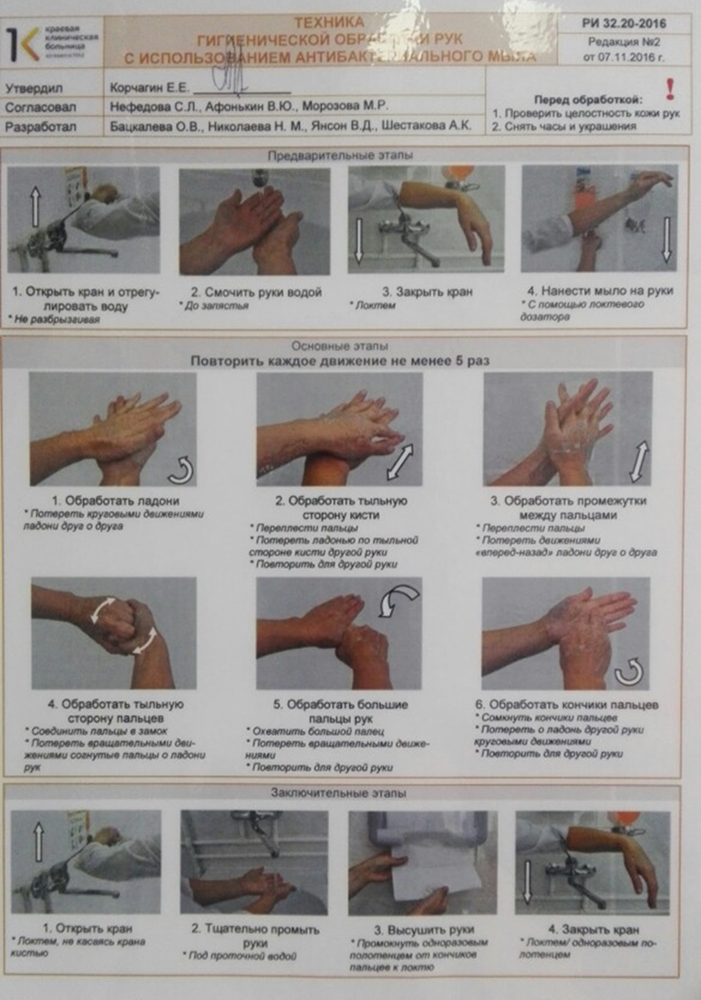 краевая
клиническая
больница
ТЕХНИКА
ГИГИЕНИЧЕСКОЙ ОБРАБОТКИ РУК
С ИСПОЛЬЗОВАНИЕМ АНТИБАКТЕРИАЛЬНОГО МЫЛА
РИ 32.20-2016
Редакция №2
от 07.11.2016 г.
Утвердил Корчагин Е.Е.
Согласовал Нефедова С.Л., Афонькин В.Ю., Морозова М.Р.
Разработал Бацкалева О.В., Николаева Н. М., Янсон В.Д., Шестакова А.К.
Перед обработкой: !
1. Проверить целостность кожи рук
2. Снять часы и украшения
Предварительные этапы
1. Открыть кран и отрегу-
лировать воду
* Не разбрызгивая
2. Смочить руки водой
* До запястья
3. Закрыть кран
* Локтем
4. Нанести мыло на руки
* С помощью локтевого
дозатора
Основные этапы
Повторить каждое движение не менее 5 раз
1. Обработать ладони
* Потереть круговыми движениями
ладони друг о друга
2. Обработать тыльную
сторону кисти
* Переплести пальцы
* Потереть ладонью по тыльной
стороне кисти другой руки
* Повторить для другой руки
3. Обработать промежутки
между пальцами
* Переплести пальцы
* Потереть движениями
«вперед-назад» ладони друг о друга
4. Обработать тыльную
сторону пальцев
* Соединить пальцы в замок
* Потереть вращательными дви-
жениями согнутые пальцы о ладони
рук
5. Обработать большие
пальцы рук
* Охватить большой палец
* Потереть вращательными движе-
ниями
* Повторить для другой руки
6. Обработать кончики пальцев
* Сомкнуть кончики пальцев
* Потереть о ладонь другой руки
круговыми движениями
* Повторить для другой руки
Заключительные этапы
1. Открыть кран
* Локтем, не касаясь крана
кистью
2. Тщательно промыть
руки
* Под проточной водой
3. Высушить руки
* Промокнуть одноразовым
полотенцем от кончиков
пальцев к локтю
4. Закрыть кран
* Локтем/ одноразовым по-
лотенцем